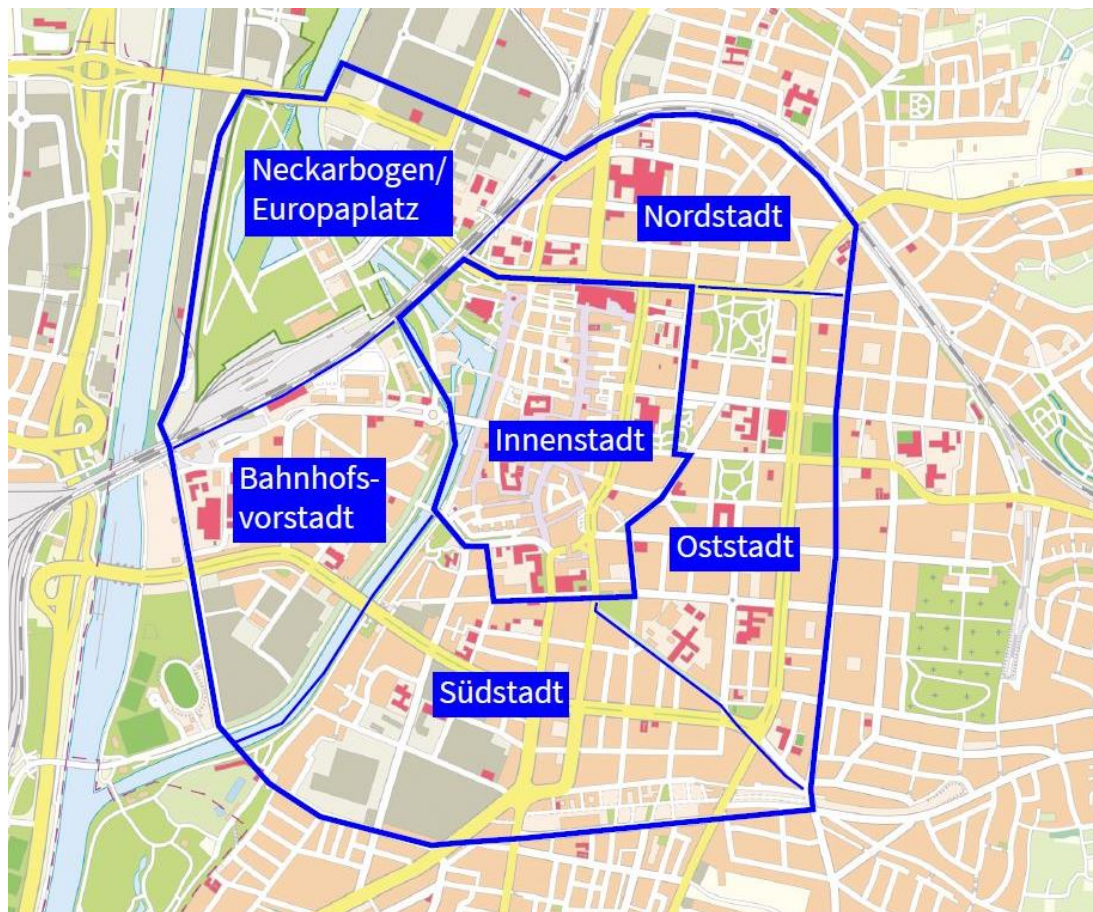 Neckarbogen/
Europaplatz
Nordstadt
Innenstadt
Bahnhofs-
vorstadt
Oststadt
Südstadt